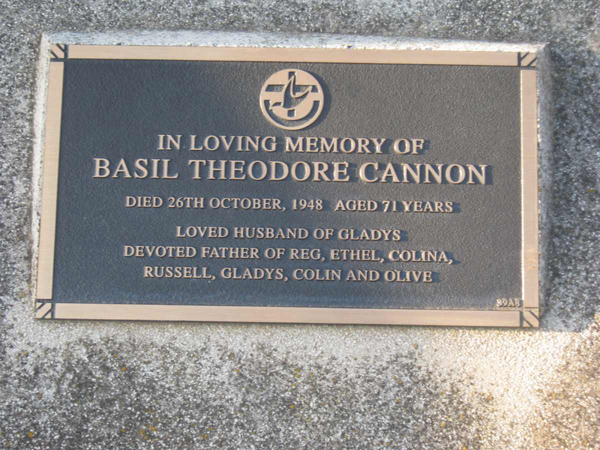 IN LOVING MEMORY OF
BASIL THEODORE CANNON
DIED 26TH OCTOBER, 1948 AGED 71 YEARS
LOVED HUSBAND OF GLADYS
DEVOTED FATHER OF REG, ETHEL, COLINA,
RUSSELL, GLADYS, COLIN AND OLIVE